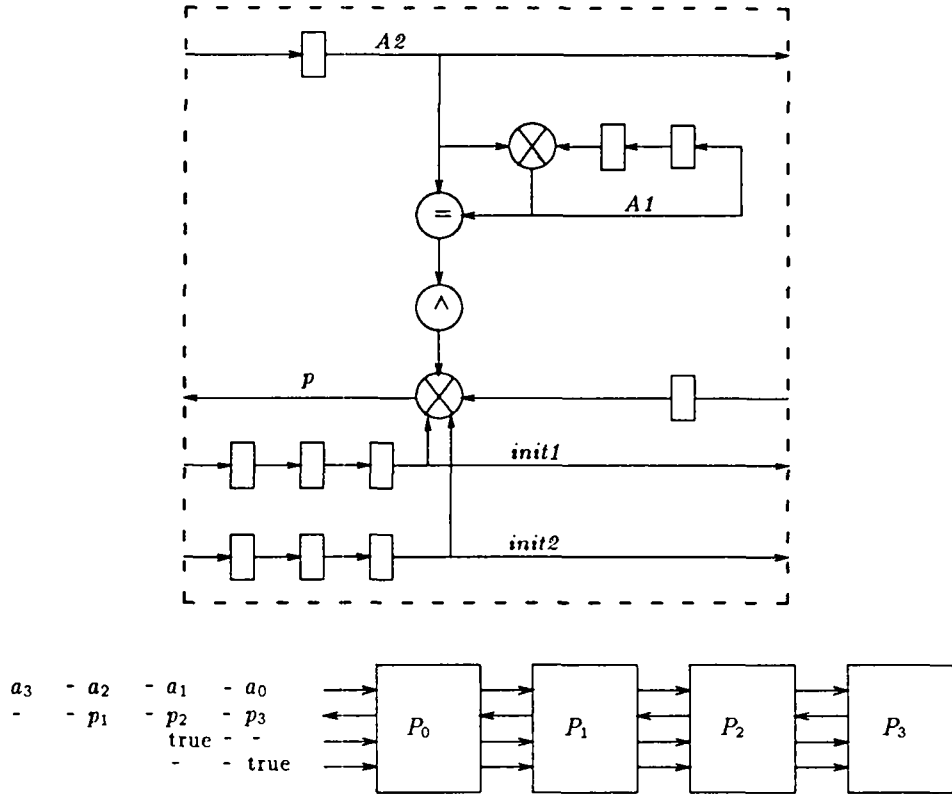 A2
A1
=
^
p
init1
init2
a₃ - a₂ - a₁ - a₀
- - p₁ - p₂ - p₃
true - -
- - true
P₀ P₁ P₂ P₃